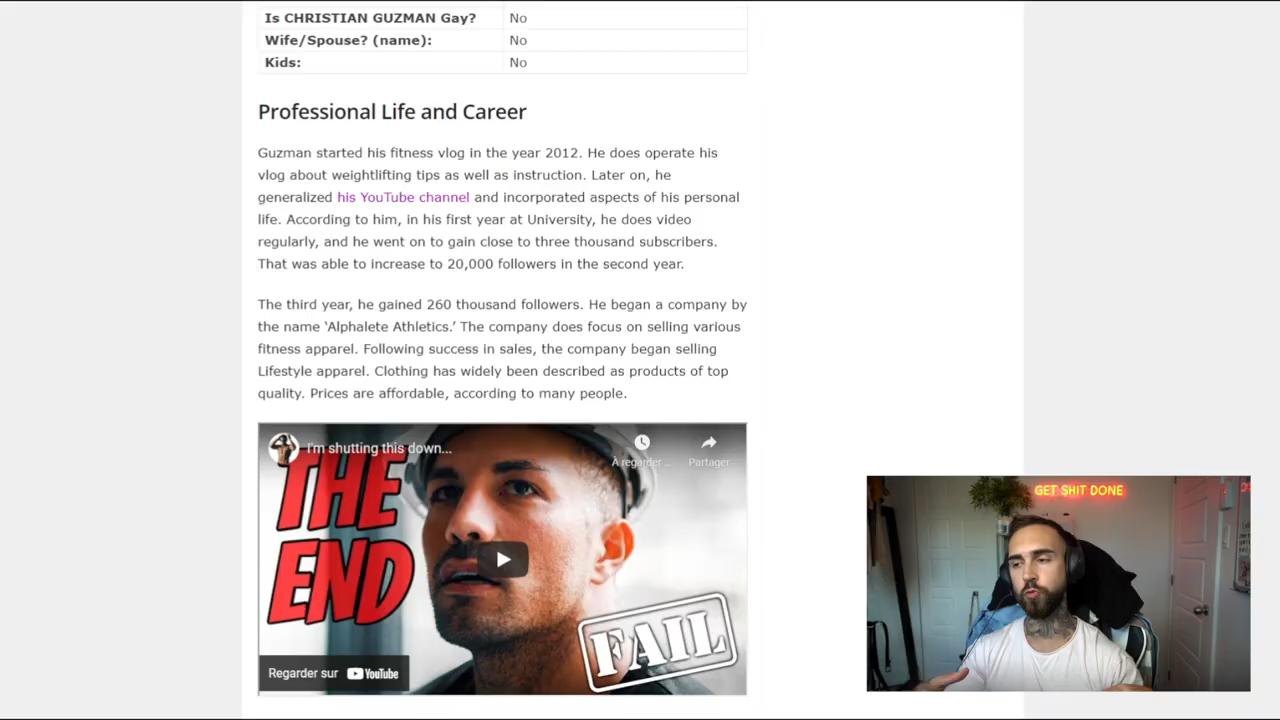 Is CHRISTIAN GUZMAN Gay? No
Wife/Spouse? (name): No
Kids: No
Professional Life and Career
Guzman started his fitness vlog in the year 2012. He does operate his
vlog about weightlifting tips as well as instruction. Later on, he
generalized his YouTube channel and incorporated aspects of his personal
life. According to him, in his first year at University, he does video
regularly, and he went on to gain close to three thousand subscribers.
That was able to increase to 20,000 followers in the second year.
The third year, he gained 260 thousand followers. He began a company by
the name ‘Alphalete Athletics.’ The company does focus on selling various
fitness apparel. Following success in sales, the company began selling
Lifestyle apparel. Clothing has widely been described as products of top
quality. Prices are affordable, according to many people.
I'm shutting this down...
À regarder ... Partager
THE
END
FAIL
Regarder sur YouTube
GET SHIT DONE